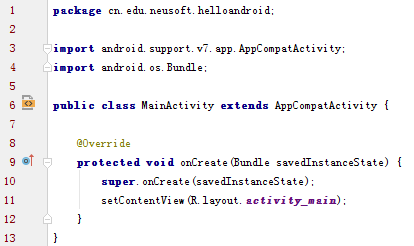 1 package cn.edu.neusoft.helloandroid;
2
3 import android.support.v7.app.AppCompatActivity;
4 import android.os.Bundle;
5
6 public class MainActivity extends AppCompatActivity {
7
8 @Override
9 protected void onCreate(Bundle savedInstanceState) {
10 super.onCreate(savedInstanceState);
11 setContentView(R.layout.activity_main);
12 }
13 }